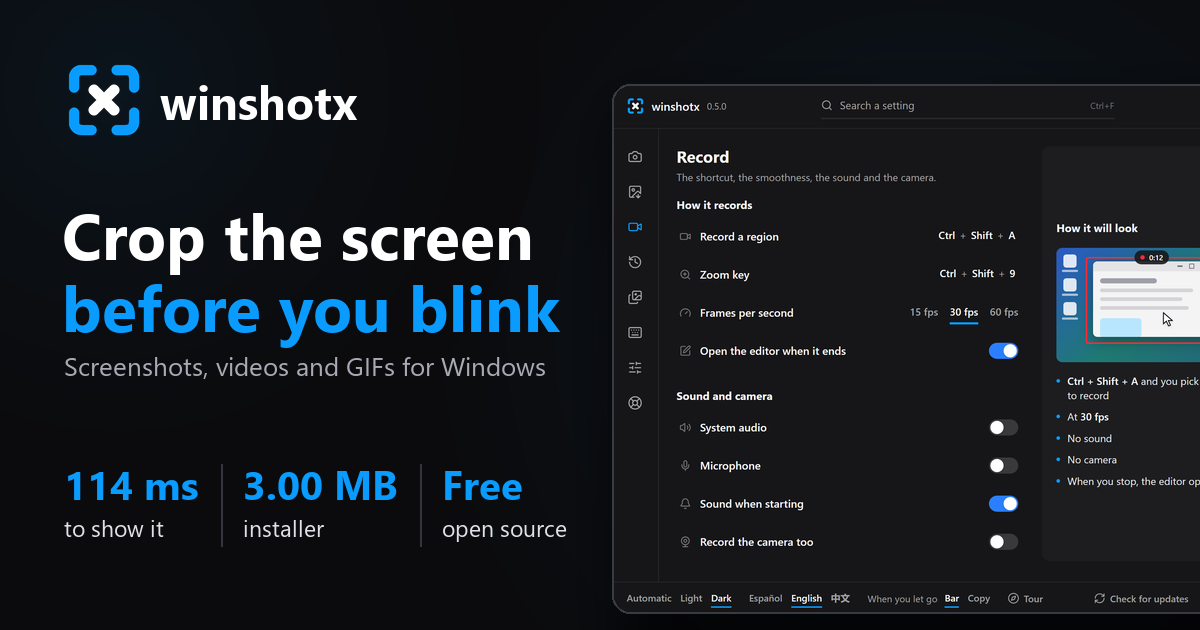 winshotx
Crop the screen
before you blink
Screenshots, videos and GIFs for Windows
114 ms
to show it
3.00 MB
installer
Free
open source
winshotx 0.5.0
Search a setting
Ctrl+F
Record
The shortcut, the smoothness, the sound and the camera.
How it records
Record a region
Ctrl + Shift + A
Zoom key
Ctrl + Shift + 9
Frames per second
15 fps 30 fps 60 fps
Open the editor when it ends
Sound and camera
System audio
Microphone
Sound when starting
Record the camera too
How it will look
0:12
Ctrl + Shift + A and you pick
to record
At 30 fps
No sound
No camera
When you stop, the editor op
Automatic Light Dark Español English 中文 When you let go Bar Copy Tour Check for updates